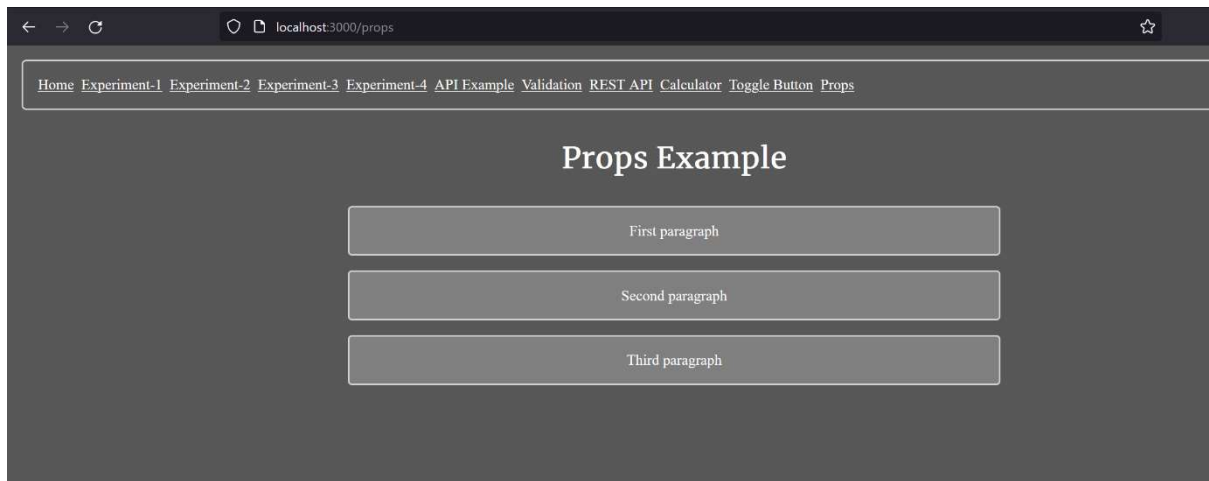 localhost:3000/props
Home Experiment-1 Experiment-2 Experiment-3 Experiment-4 API Example Validation REST API Calculator Toggle Button Props
Props Example
First paragraph
Second paragraph
Third paragraph